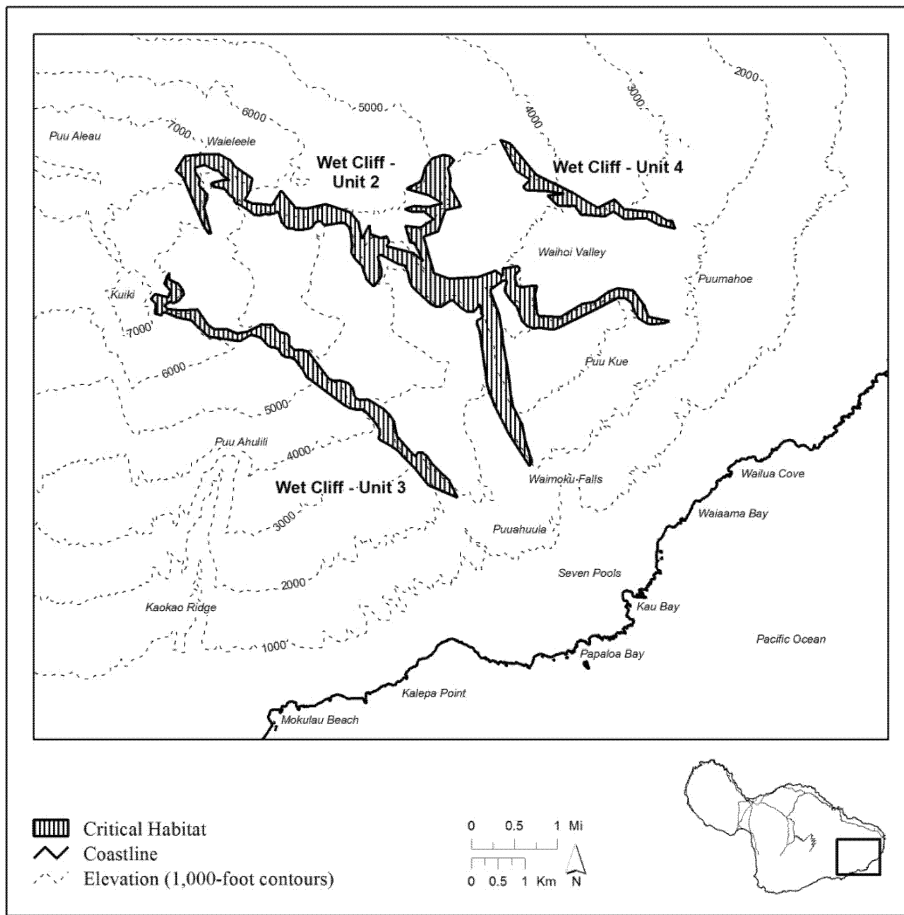 2000
3000
4000
5000
6000
7000
Puu Aleau
Waieleele
Wet Cliff -
Unit 2
Wet Cliff - Unit 4
Waihoi Valley
Puumahoe
Kuiki
7000
6000
Puu Kue
5000
Puu Ahulili
4000
Wet Cliff - Unit 3
Waimoku Falls
Wailua Cove
Waiaama Bay
3000
Puuahuula
Seven Pools
2000
Kaokao Ridge
Kau Bay
1000
Papaloa Bay
Pacific Ocean
Kalepa Point
Mokulau Beach
Critical Habitat
Coastline
Elevation (1,000-foot contours)
0 0.5 1 Mi
0 0.5 1 Km
N